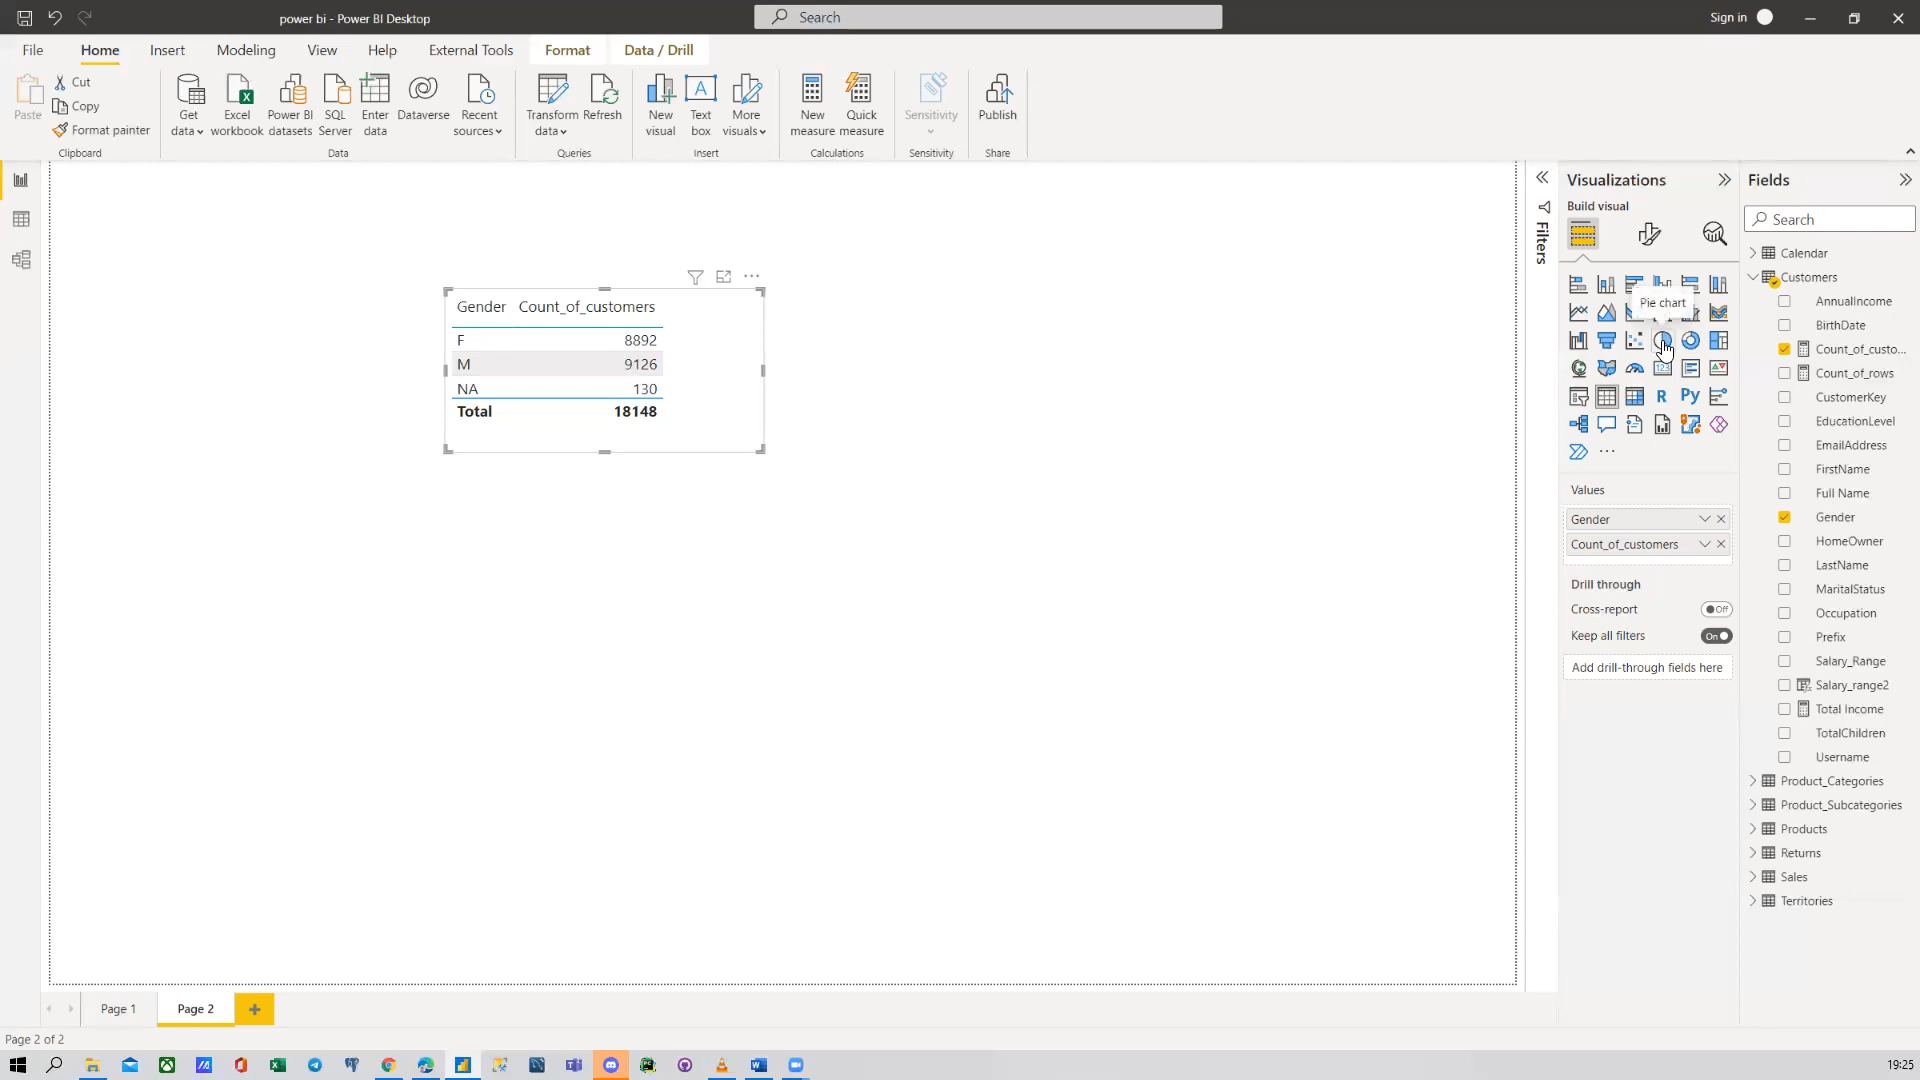 power bi - Power BI Desktop
Search
Sign in
File
Home
Insert
Modeling
View
Help
External Tools
Format
Data / Drill
Paste
Cut
Copy
Format painter
Clipboard
Get data
Excel workbook
Power BI datasets
SQL Server
Enter data
Dataverse
Recent sources
Data
Transform data
Refresh
Queries
New visual
Text box
More visuals
Insert
New measure
Quick measure
Calculations
Sensitivity
Sensitivity
Publish
Share
Gender Count_of_customers
F 8892
M 9126
NA 130
Total 18148
Filters
Visualizations
Build visual
Pie chart
123
R
Py
Values
Gender
Count_of_customers
Drill through
Cross-report Off
Keep all filters On
Add drill-through fields here
Fields
Search
Calendar
Customers
AnnualIncome
BirthDate
Count_of_custo...
Count_of_rows
CustomerKey
EducationLevel
EmailAddress
FirstName
Full Name
Gender
HomeOwner
LastName
MaritalStatus
Occupation
Prefix
Salary_Range
Salary_range2
Total Income
TotalChildren
Username
Product_Categories
Product_Subcategories
Products
Returns
Sales
Territories
Page 1
Page 2
Page 2 of 2
19:25